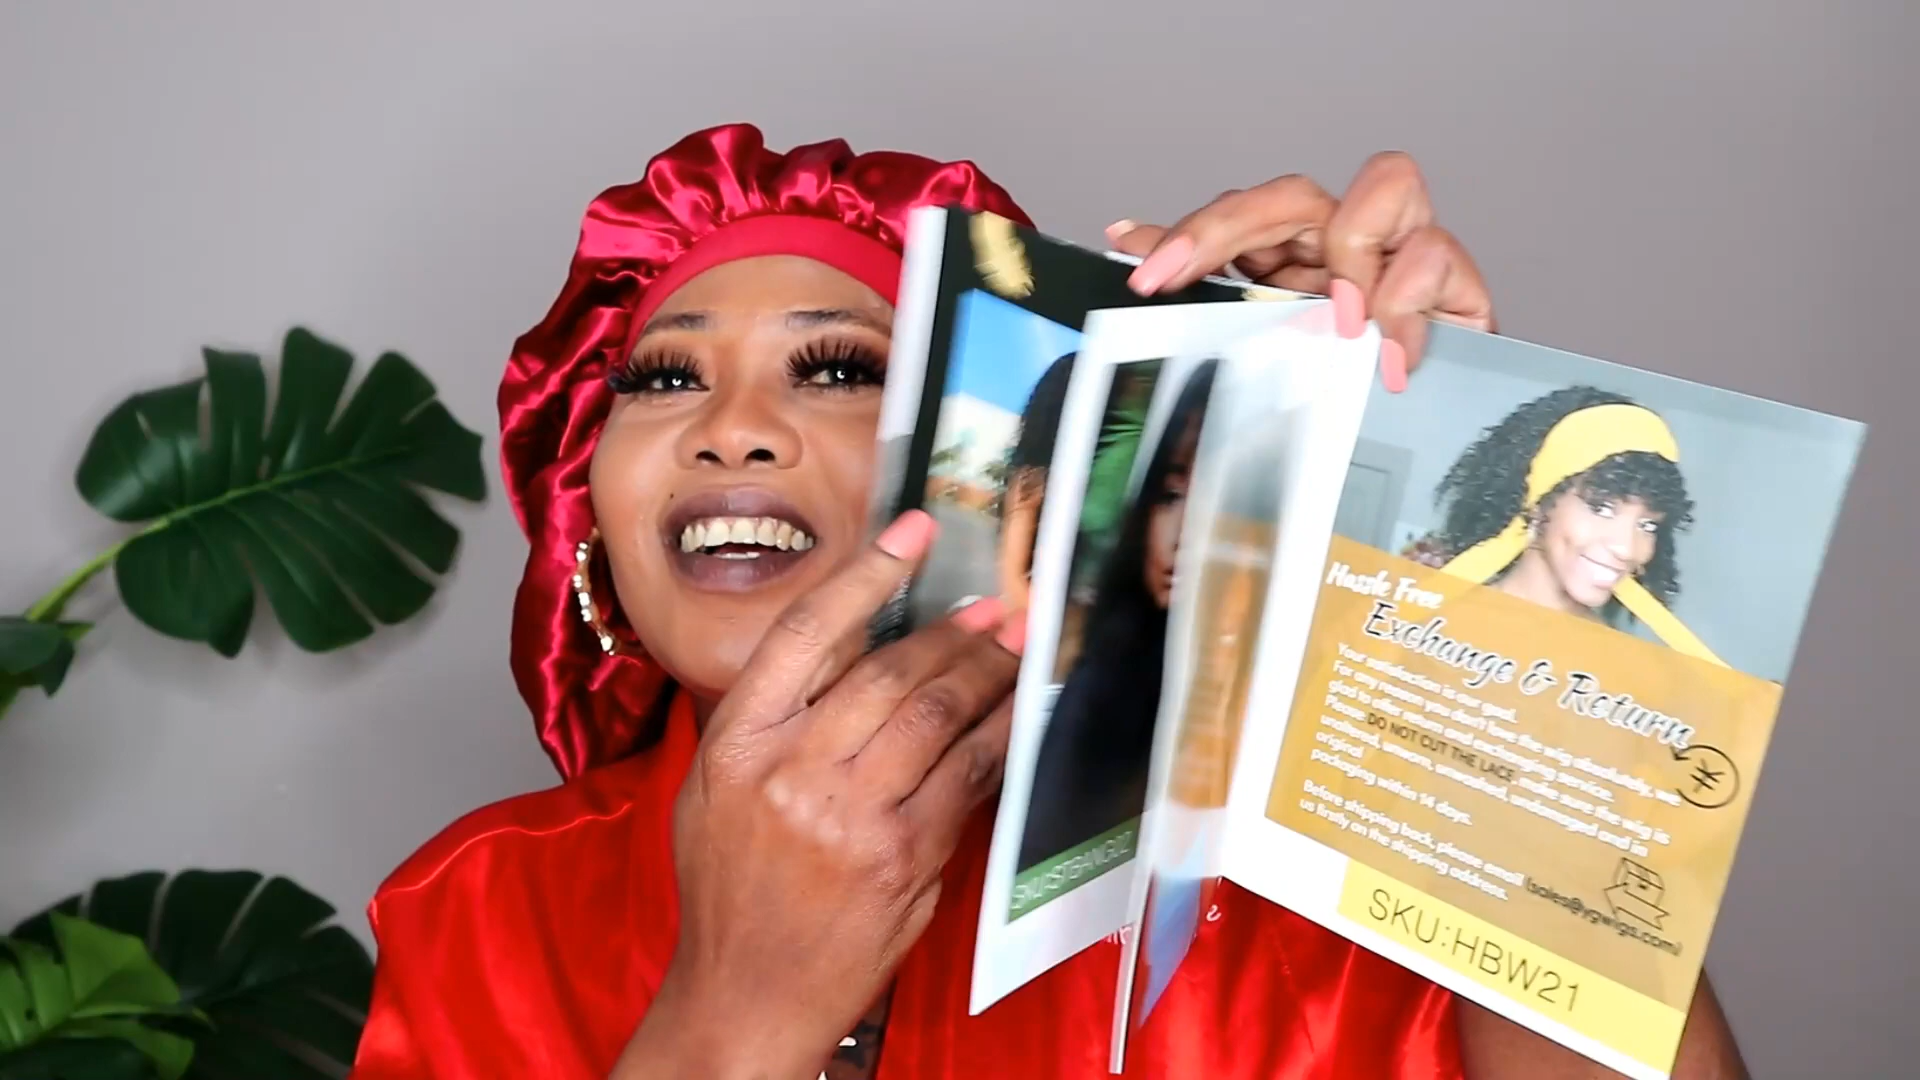 Hassle Free
Exchange & Return
Your satisfaction is our goal.
For any reason you don't love the wig absolutely, we
glad to offer return and exchanging service.
Please DO NOT CUT THE LACE, make sure the wig is
unaltered, unworn, unwashed, undamaged and in
original
packaging within 14 days.
Before shipping back, please email (sales@ygwigs.com)
us firstly on the shipping address.
SKU:HBW21